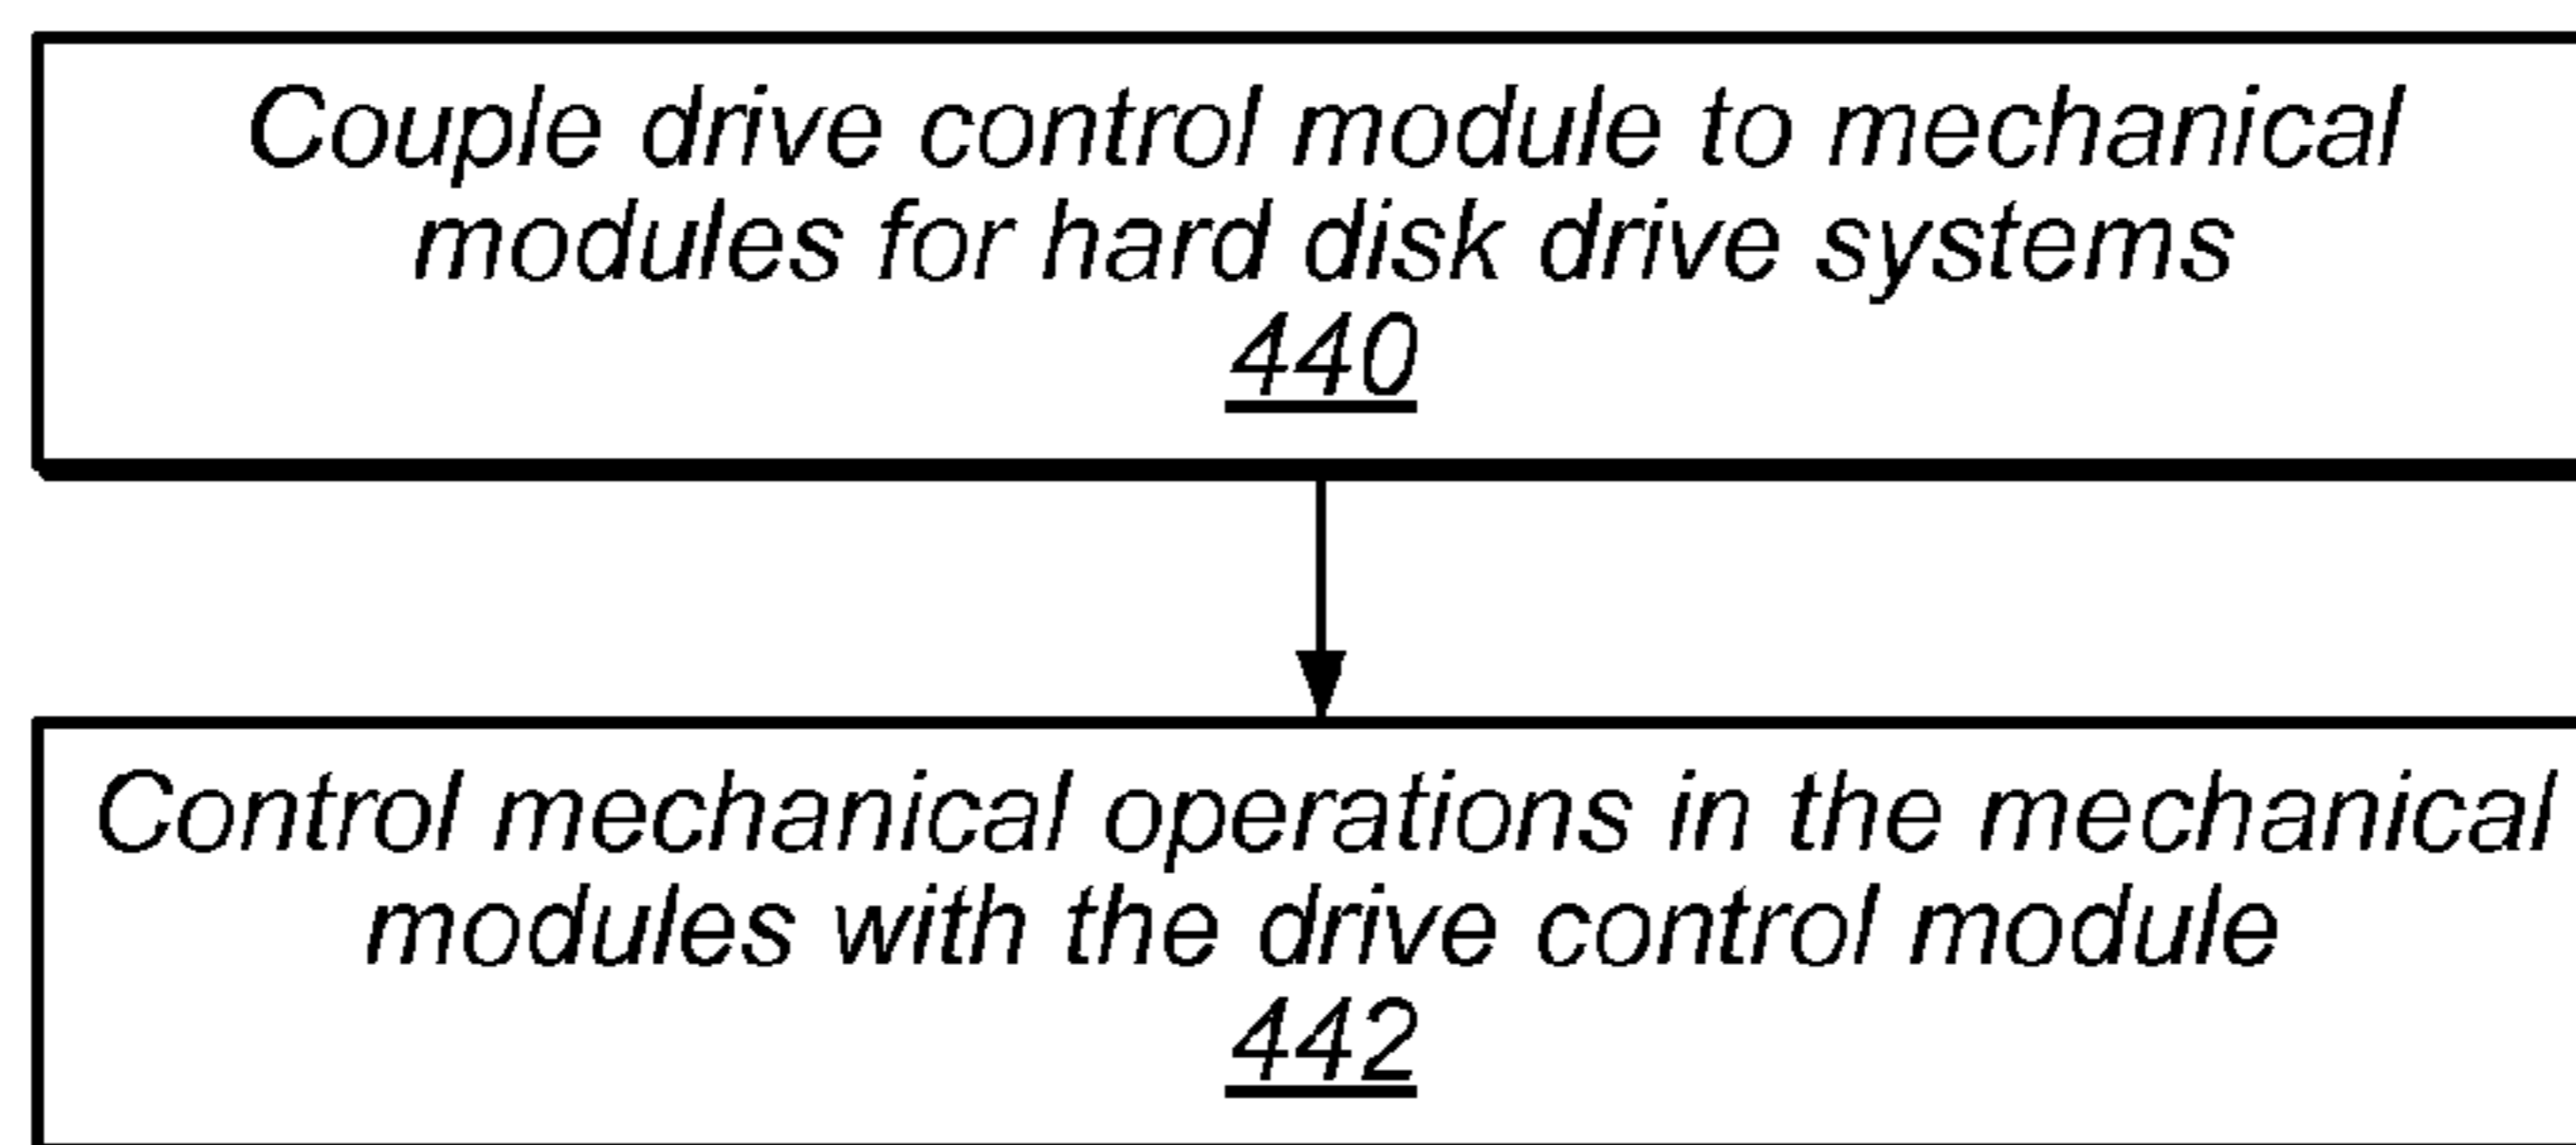 Couple drive control module to mechanical
modules for hard disk drive systems
440
Control mechanical operations in the mechanical
modules with the drive control module
442